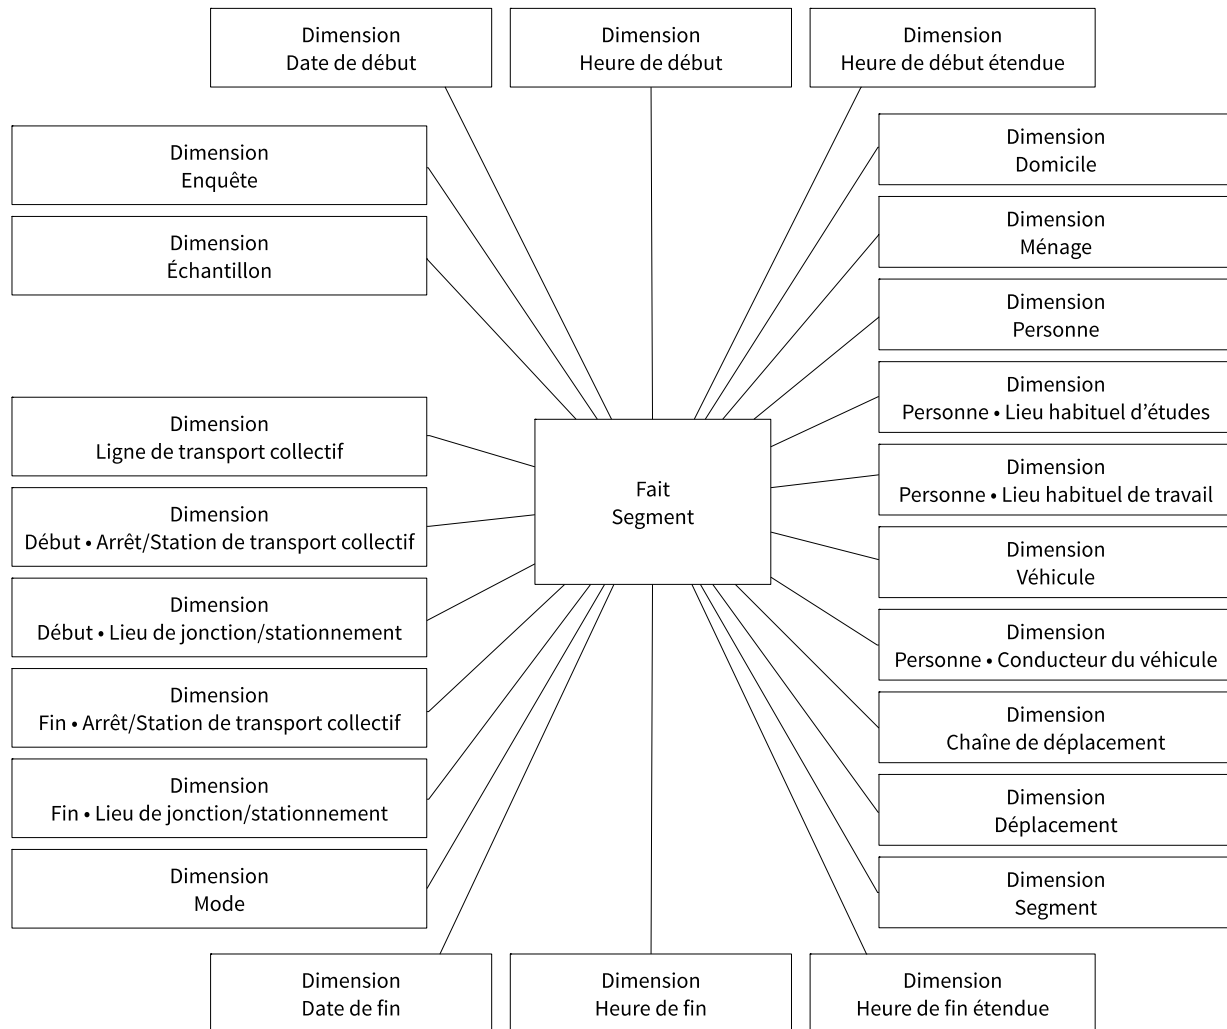 Dimension
Date de début
Dimension
Heure de début
Dimension
Heure de début étendue
Dimension
Enquête
Dimension
Échantillon
Dimension
Ligne de transport collectif
Dimension
Début • Arrêt/Station de transport collectif
Dimension
Début • Lieu de jonction/stationnement
Dimension
Fin • Arrêt/Station de transport collectif
Dimension
Fin • Lieu de jonction/stationnement
Dimension
Mode
Fait
Segment
Dimension
Domicile
Dimension
Ménage
Dimension
Personne
Dimension
Personne • Lieu habituel d’études
Dimension
Personne • Lieu habituel de travail
Dimension
Véhicule
Dimension
Personne • Conducteur du véhicule
Dimension
Chaîne de déplacement
Dimension
Déplacement
Dimension
Segment
Dimension
Date de fin
Dimension
Heure de fin
Dimension
Heure de fin étendue